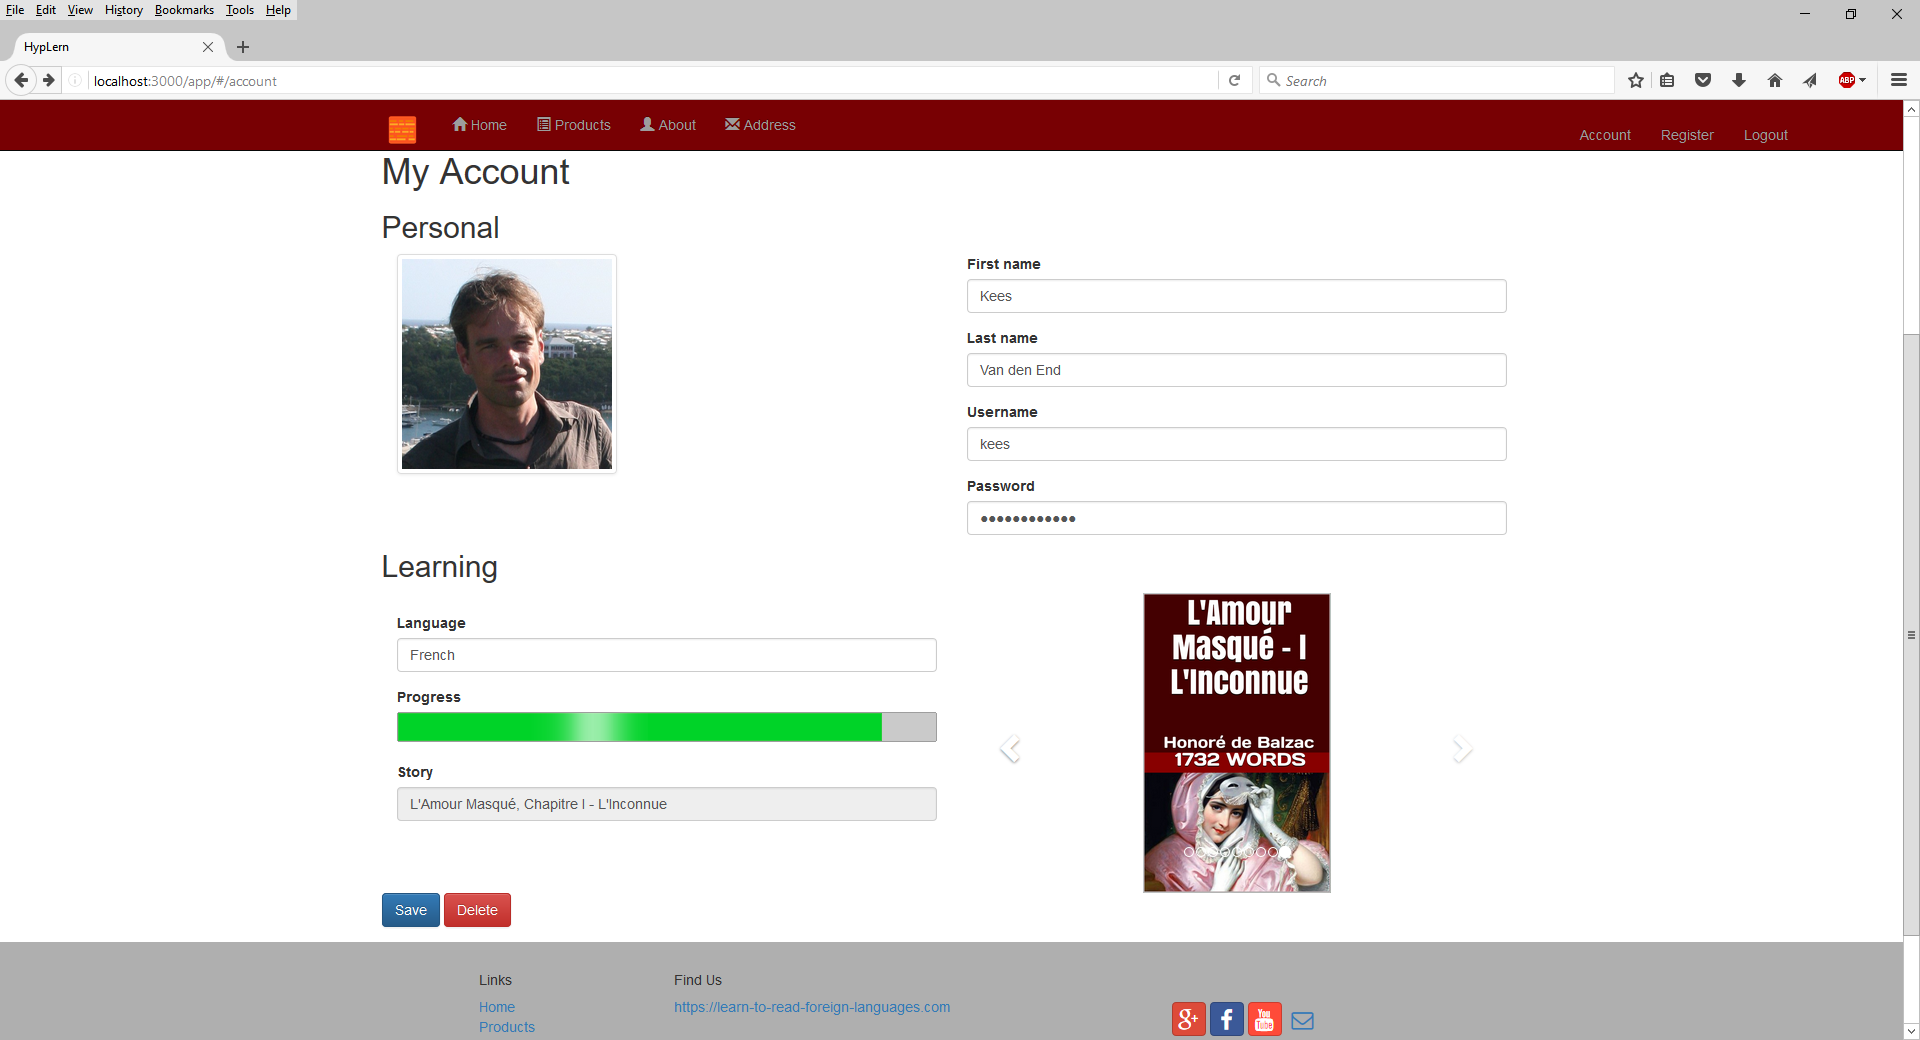 File Edit View History Bookmarks Tools Help
HypLern
localhost:3000/app/#/account
Search
ABP
Home Products About Address
Account Register Logout
My Account
Personal
First name
Kees
Last name
Van den End
Username
kees
Password
••••••••••••
Learning
Language
French
Progress
Story
L'Amour Masqué, Chapitre I - L'Inconnue
L'Amour
Masqué - I
L'Inconnue
Honoré de Balzac
1732 WORDS
Save Delete
Links
Home
Products
Find Us
https://learn-to-read-foreign-languages.com
g+
f
You
Tube